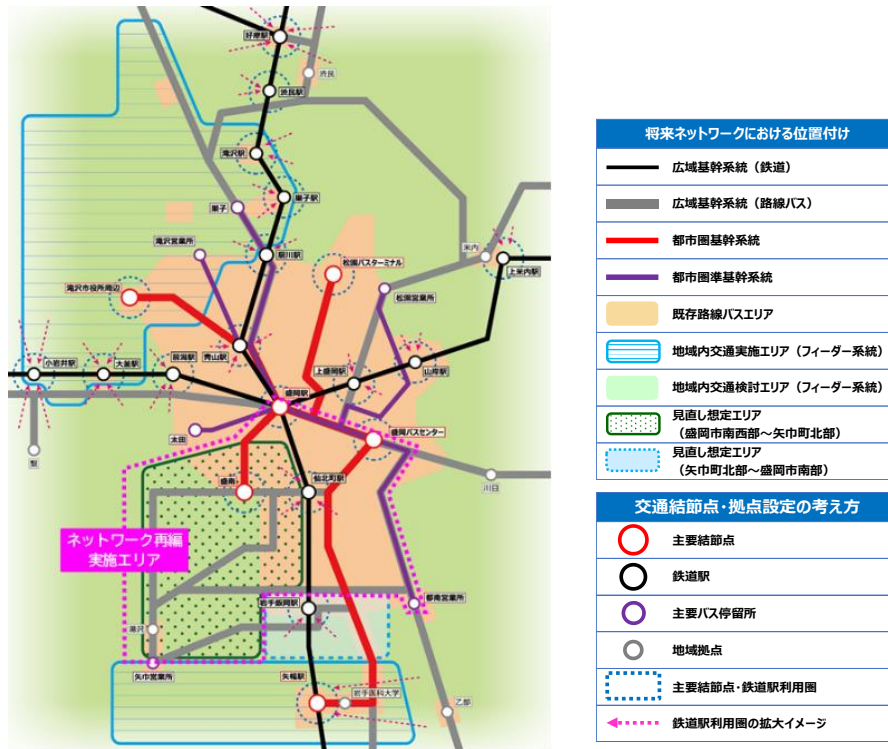 好摩駅
渋民
渋民駅
滝沢駅
巣子駅
巣子
滝沢営業所
厨川駅
松園バスターミナル
米内
上米内駅
滝沢市役所周辺
松園営業所
小岩井駅
大釜駅
前潟駅
青山駅
上盛岡駅
山岸駅
盛岡駅
太田
盛岡バスセンター
盛南
仙北町駅
川目
ネットワーク再編
実施エリア
岩手飯岡駅
都南営業所
湯沢
矢巾営業所
矢幅駅
岩手医科大学
乙部
将来ネットワークにおける位置付け
広域基幹系統（鉄道）
広域基幹系統（路線バス）
都市圏基幹系統
都市圏準基幹系統
既存路線バスエリア
地域内交通実施エリア（フィーダー系統）
地域内交通検討エリア（フィーダー系統）
見直し想定エリア
（盛岡市南西部～矢巾町北部）
見直し想定エリア
（矢巾町北部～盛岡市南部）
交通結節点・拠点設定の考え方
主要結節点
鉄道駅
主要バス停留所
地域拠点
主要結節点・鉄道駅利用圏
鉄道駅利用圏の拡大イメージ